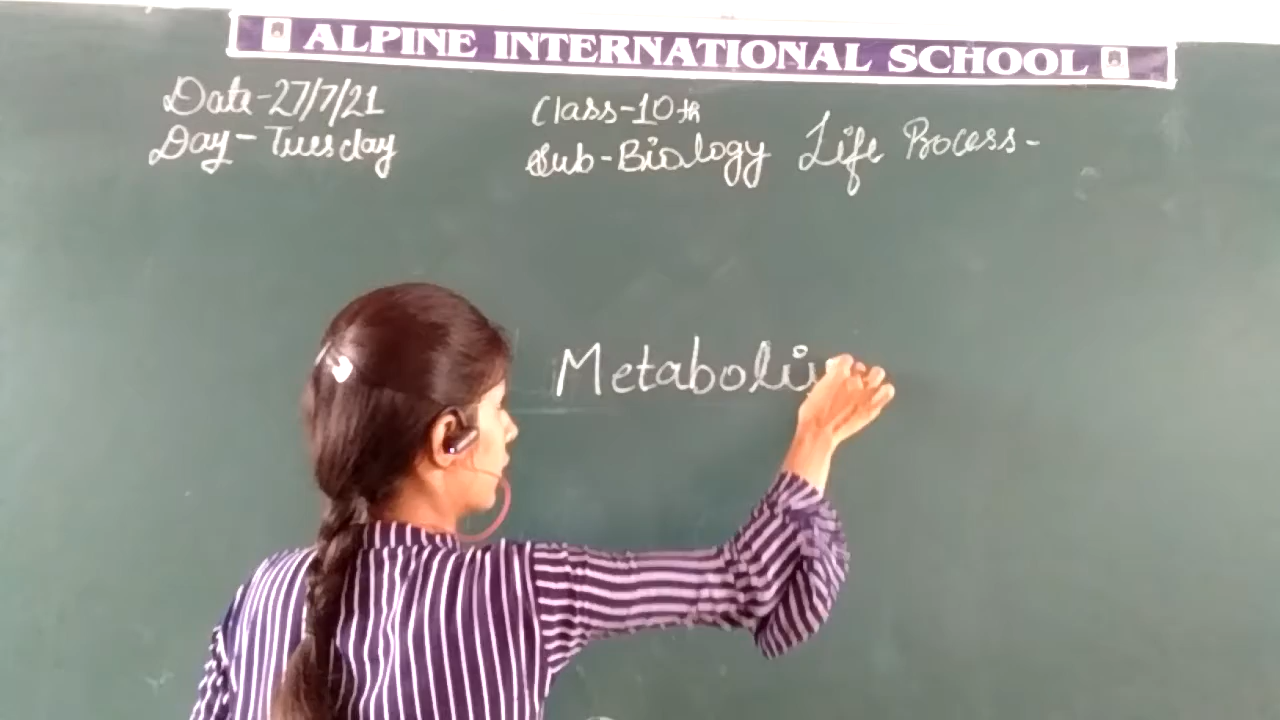 ALPINE INTERNATIONAL SCHOOL
Date-27/7/21
Day-Tuesday
Class-10th
Sub-Biology Life Process-
Metaboli